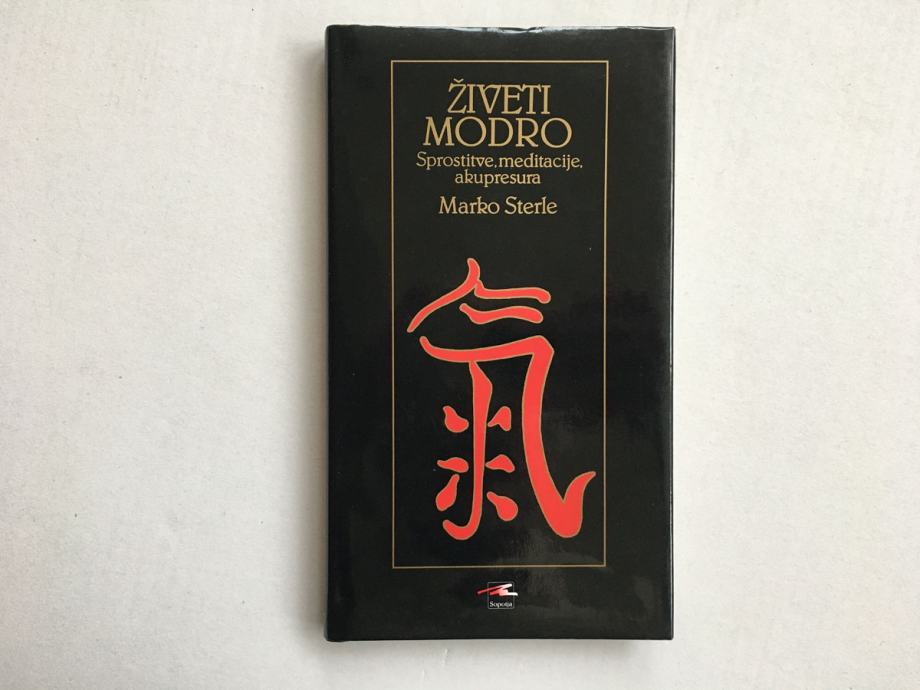 ŽIVETI
MODRO
Sprostitve, meditacije,
akupresura
Marko Sterle
氣
Sopotja